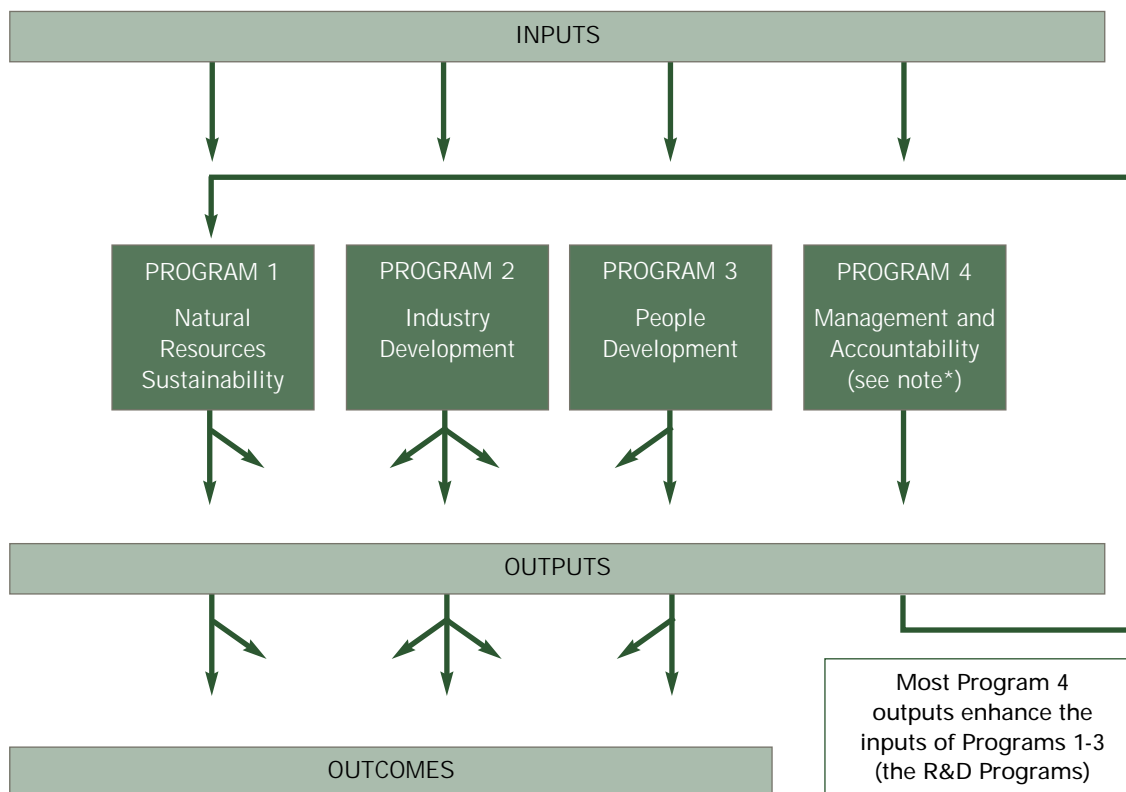 INPUTS
PROGRAM 1
Natural
Resources
Sustainability
PROGRAM 2
Industry
Development
PROGRAM 3
People
Development
PROGRAM 4
Management and
Accountability
(see note*)
OUTPUTS
Most Program 4
outputs enhance the
inputs of Programs 1-3
(the R&D Programs)
OUTCOMES